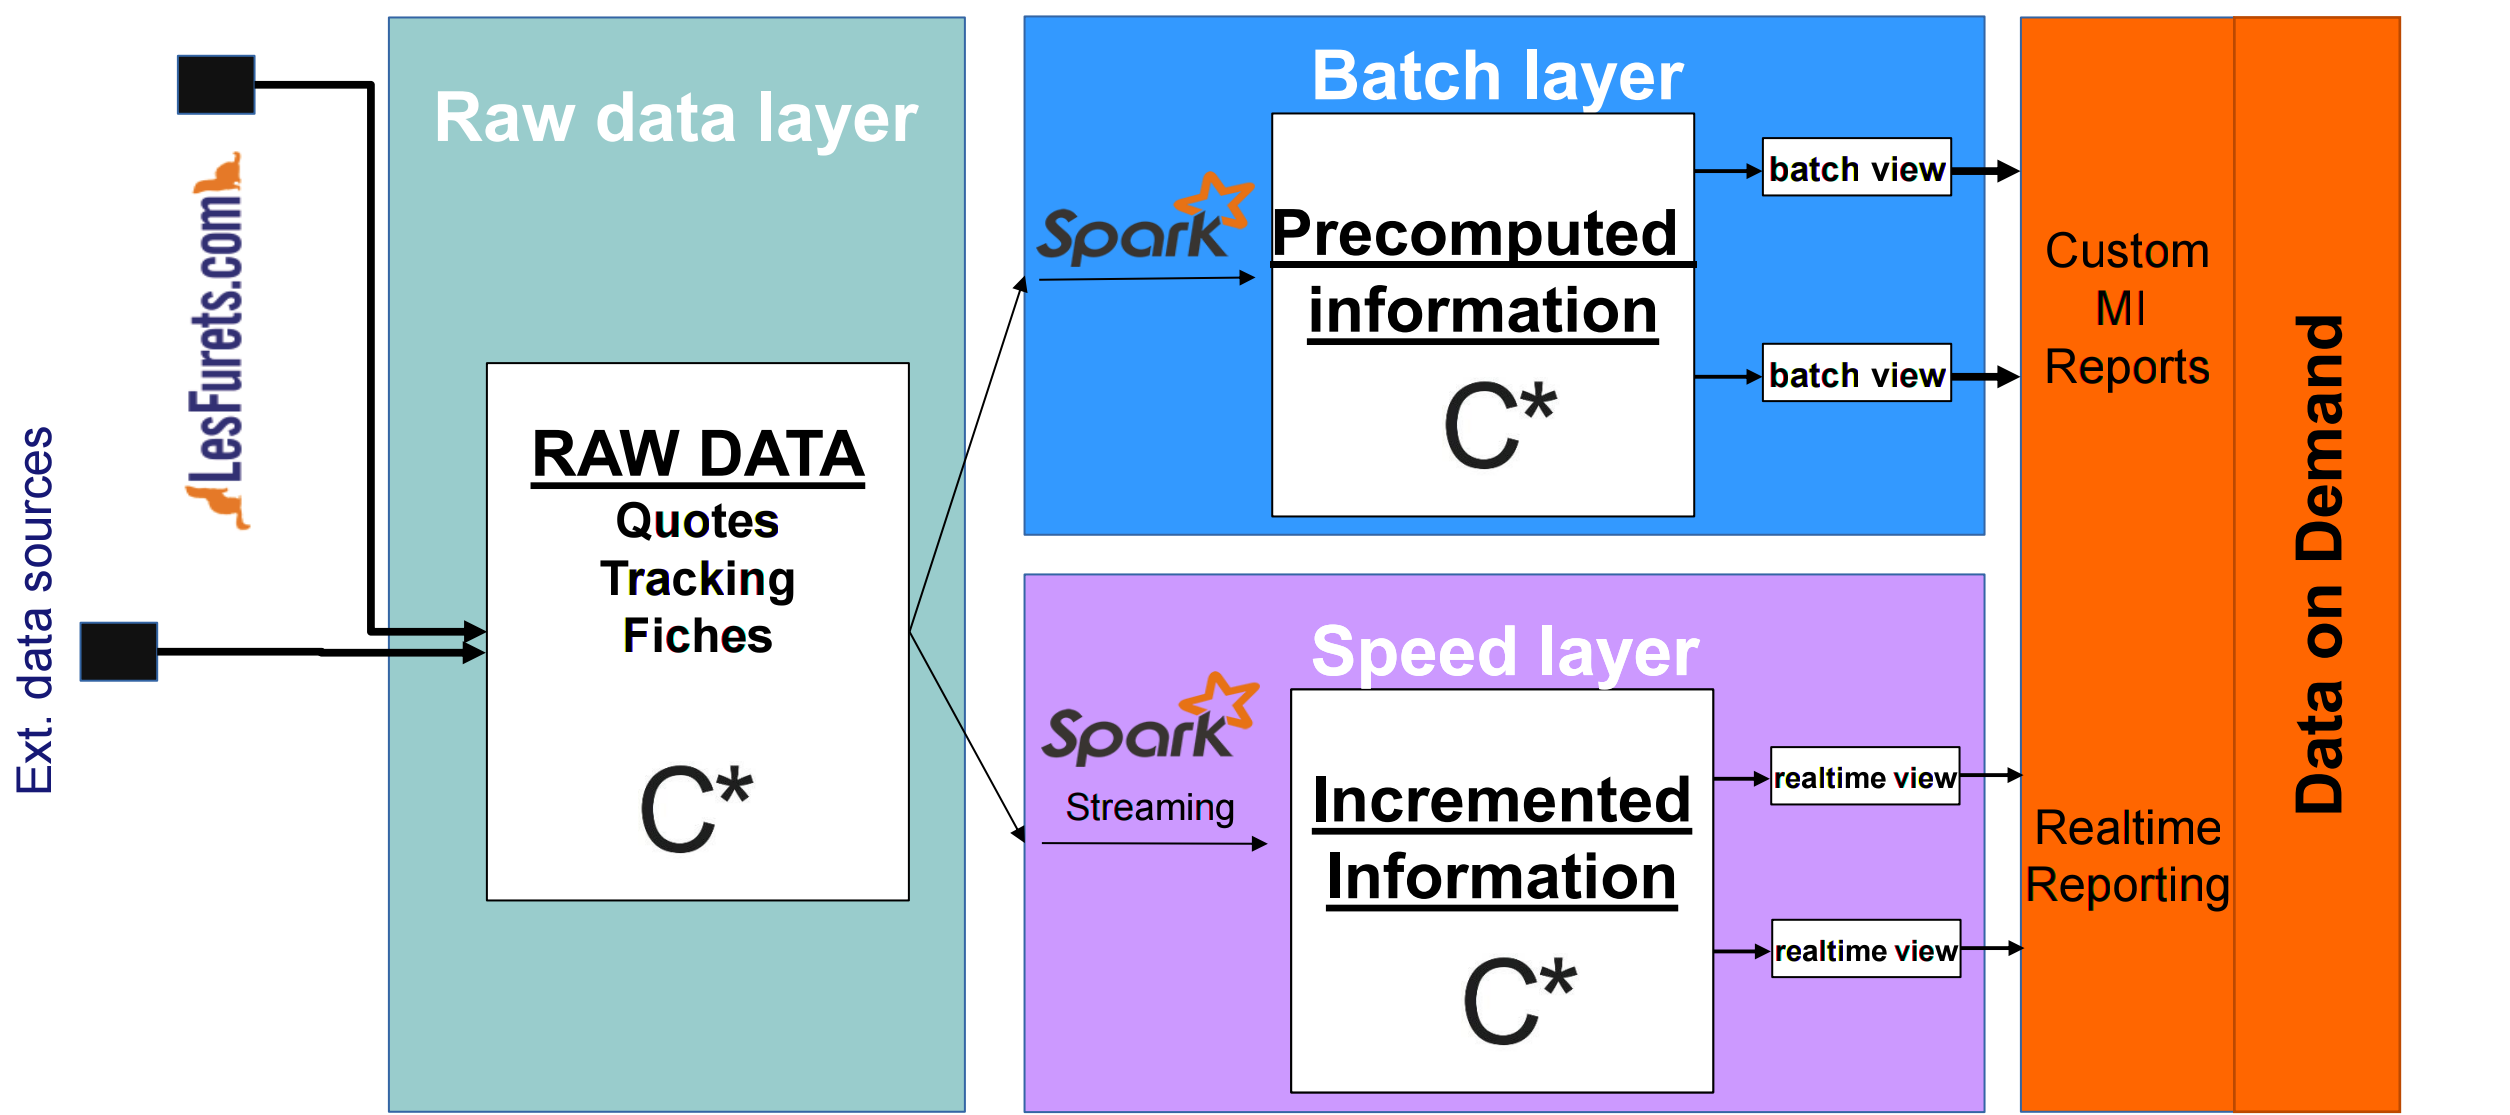 Ext. data sources
LesFurets.com
Raw data layer
RAW DATA
Quotes
Tracking
Fiches
C*
Batch layer
Spark
Precomputed
information
C*
batch view
batch view
Speed layer
Spark
Streaming
Incremented
Information
C*
realtime view
realtime view
Custom
MI
Reports
Realtime
Reporting
Data on Demand